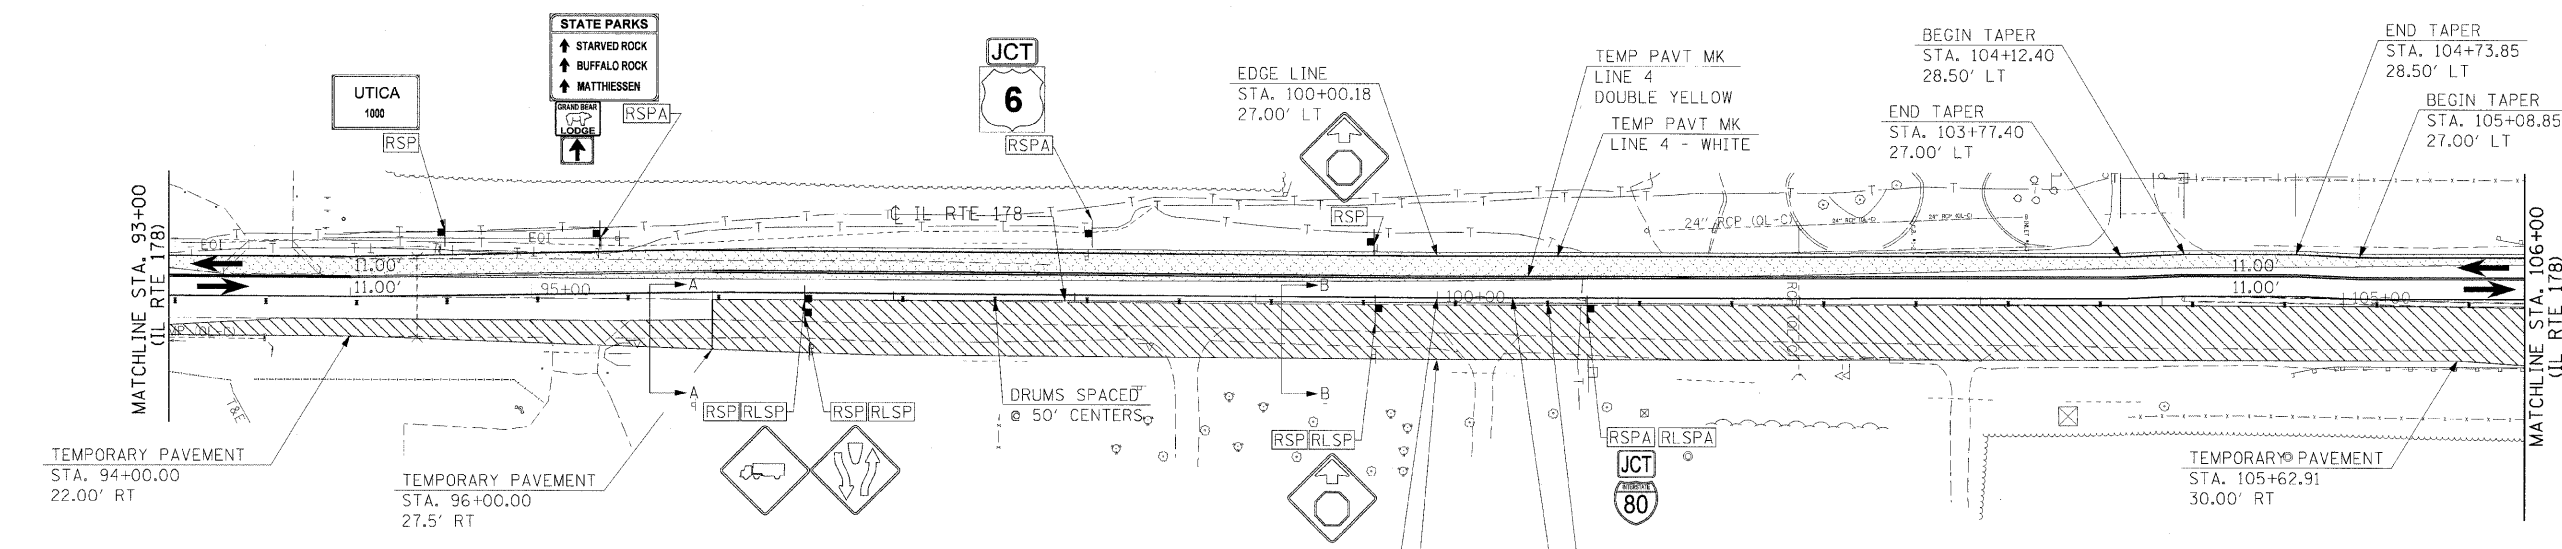 STATE PARKS
STARVED ROCK
BUFFALO ROCK
MATTHIESSEN
GRAND BEAR
LODGE
UTICA
1000
RSP
RSPA
JCT
6
RSPA
EDGE LINE
STA. 100+00.18
27.00' LT
RSP
TEMP PAVT MK
LINE 4
DOUBLE YELLOW
TEMP PAVT MK
LINE 4 - WHITE
BEGIN TAPER
STA. 104+12.40
28.50' LT
END TAPER
STA. 103+77.40
27.00' LT
END TAPER
STA. 104+73.85
28.50' LT
BEGIN TAPER
STA. 105+08.85
27.00' LT
MATCHLINE STA. 93+00
(IL RTE 178)
℄ IL RTE 178
24" RCP (OL-C)
24" RCP (OL-C)
24" RCP (OL-C)
11.00'
11.00'
95+00
A
B
100+00
11.00'
11.00'
105+00
MATCHLINE STA. 106+00
(IL RTE 178)
A
B
T&E
DRUMS SPACED
@ 50' CENTERS
RSP RLSP
RSP RLSP
RSP RLSP
RSPA RLSPA
JCT
INTERSTATE
80
TEMPORARY PAVEMENT
STA. 94+00.00
22.00' RT
TEMPORARY PAVEMENT
STA. 96+00.00
27.5' RT
TEMPORARY PAVEMENT
STA. 105+62.91
30.00' RT